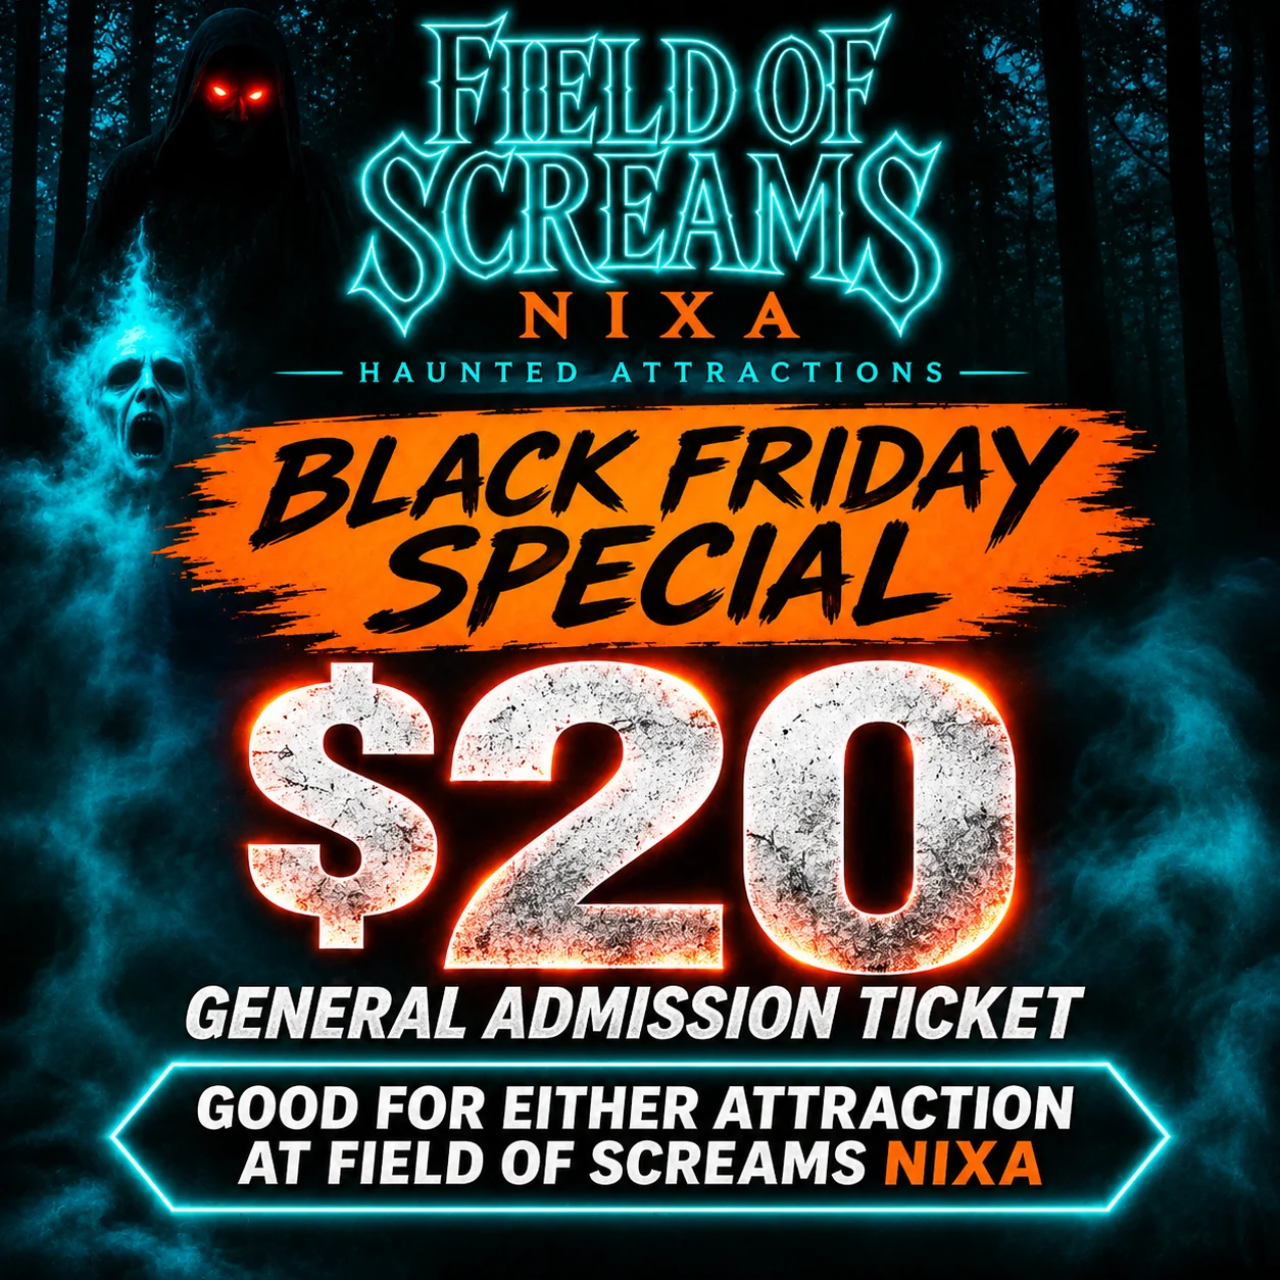 FIELD OF
SCREAMS
NIXA
HAUNTED ATTRACTIONS
BLACK FRIDAY
SPECIAL
$20
GENERAL ADMISSION TICKET
GOOD FOR EITHER ATTRACTION
AT FIELD OF SCREAMS NIXA